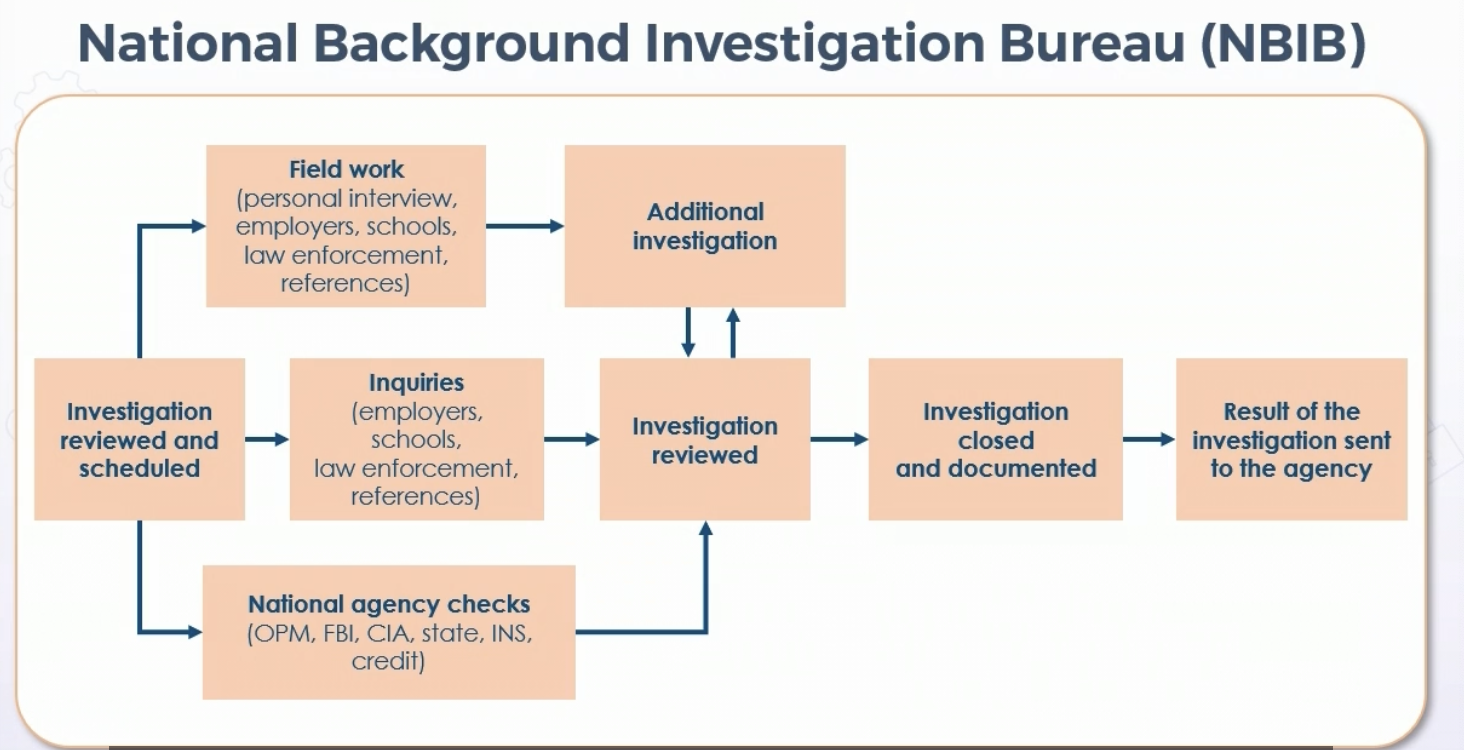 National Background Investigation Bureau (NBIB)
Field work
(personal interview,
employers, schools,
law enforcement,
references)
Additional
investigation
Investigation
reviewed and
scheduled
Inquiries
(employers,
schools,
law enforcement,
references)
Investigation
reviewed
Investigation
closed
and documented
Result of the
investigation sent
to the agency
National agency checks
(OPM, FBI, CIA, state, INS,
credit)